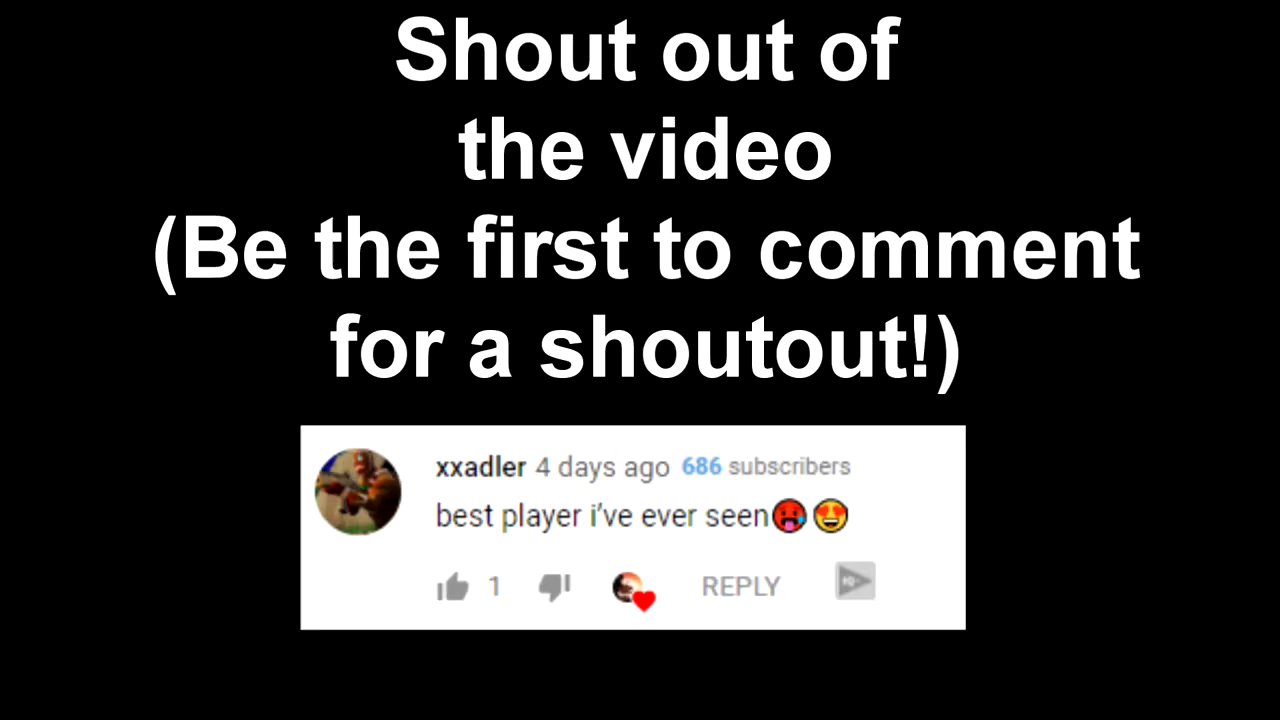 Shout out of
the video
(Be the first to comment
for a shoutout!)
xxadler 4 days ago 686 subscribers
best player i've ever seen🥵😍
1 REPLY